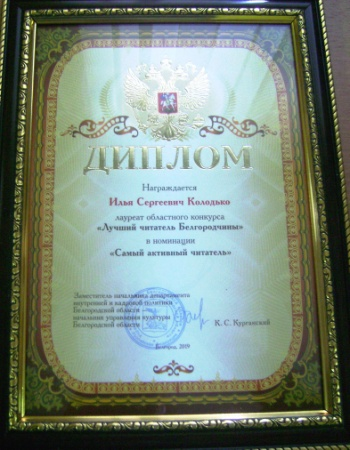 ДИПЛОМ
Награждается
Илья Сергеевич Колодько
лауреат областного конкурса
«Лучший читатель Белгородчины»
в номинации
«Самый активный читатель»
Заместитель начальника департамента
внутренней и кадровой политики
Белгородской области –
начальник управления культуры
Белгородской области
К. С. Курганский
Белгород, 2019